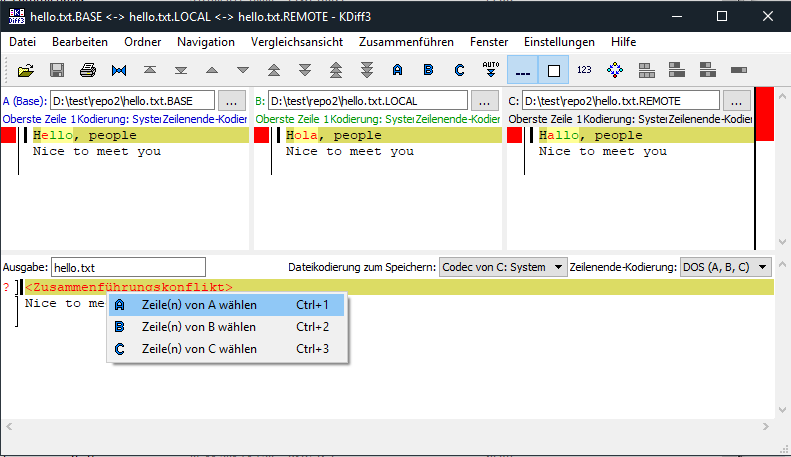 hello.txt.BASE <-> hello.txt.LOCAL <-> hello.txt.REMOTE - KDiff3
Datei Bearbeiten Ordner Navigation Vergleichsansicht Zusammenführen Fenster Einstellungen Hilfe
A B C AUTO 123
A (Base): D:\test\repo2\hello.txt.BASE ... B: D:\test\repo2\hello.txt.LOCAL ... C: D:\test\repo2\hello.txt.REMOTE ...
Oberste Zeile 1 Kodierung: System Zeilenende-Kodier Oberste Zeile 1 Kodierung: System Zeilenende-Kodier Oberste Zeile 1 Kodierung: System Zeilenende-Kodier
Hello, people Hola, people Hallo, people
Nice to meet you Nice to meet you Nice to meet you
Ausgabe: hello.txt Dateikodierung zum Speichern: Codec von C: System Zeilenende-Kodierung: DOS (A, B, C)
? <Zusammenführungskonflikt>
Nice to me
A Zeile(n) von A wählen Ctrl+1
B Zeile(n) von B wählen Ctrl+2
C Zeile(n) von C wählen Ctrl+3